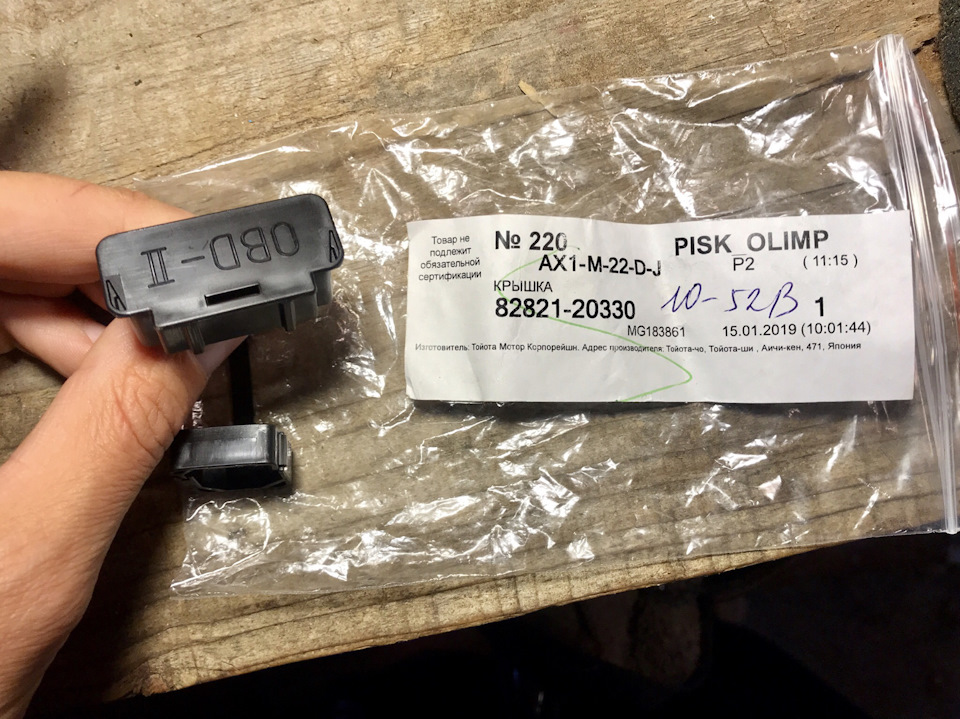 OBD-II
Товар не
подлежит
обязательной
сертификации
№ 220
PISK_OLIMP
AX1-M-22-D-J
P2
( 11:15 )
КРЫШКА
82821-20330
10-52В
1
MG183861
15.01.2019 (10:01:44)
Изготовитель: Тойота Мотор Корпорейшн. Адрес производителя: Тойота-чо, Тойота-ши , Аичи-кен, 471, Япония